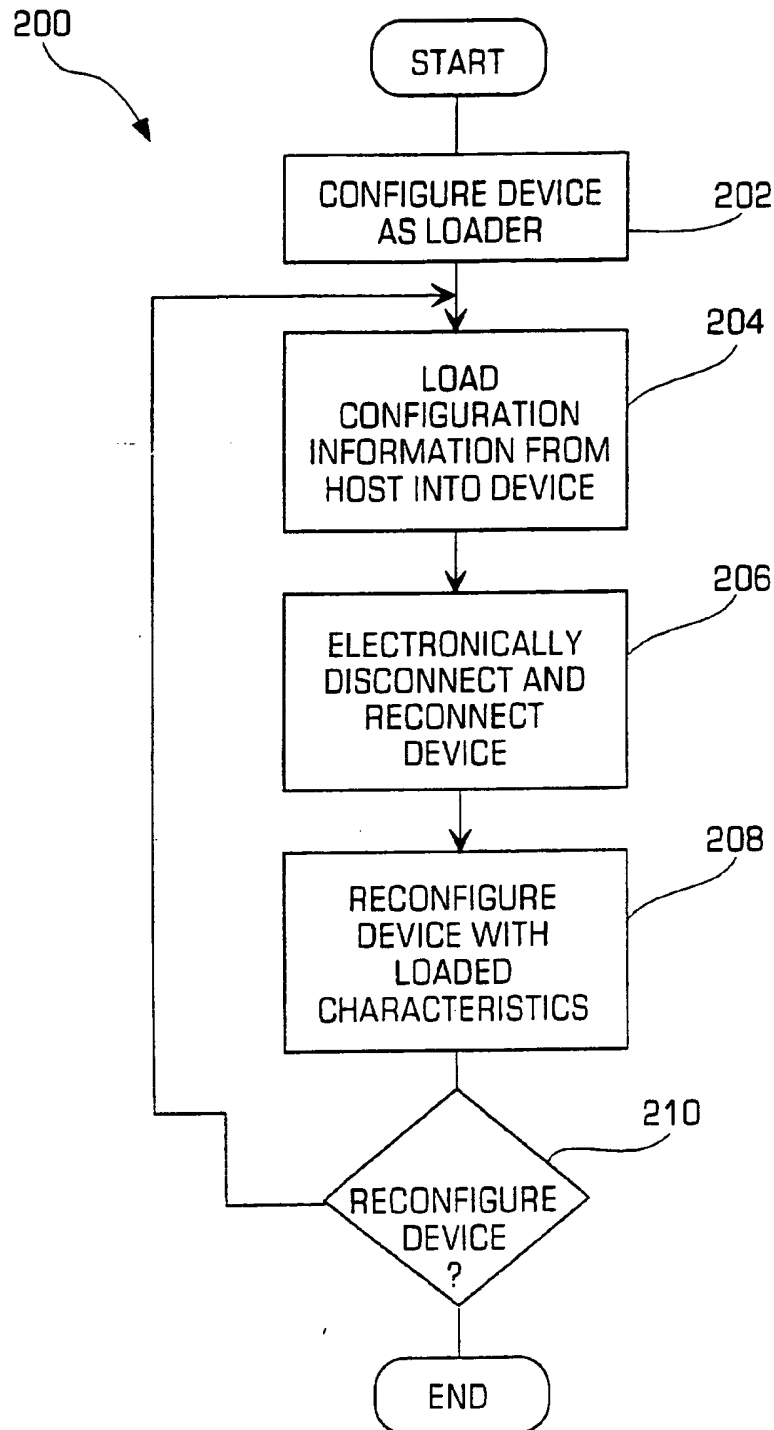 200
START
CONFIGURE DEVICE
AS LOADER
202
204
LOAD
CONFIGURATION
INFORMATION FROM
HOST INTO DEVICE
206
ELECTRONICALLY
DISCONNECT AND
RECONNECT
DEVICE
208
RECONFIGURE
DEVICE WITH
LOADED
CHARACTERISTICS
210
RECONFIGURE
DEVICE
?
END